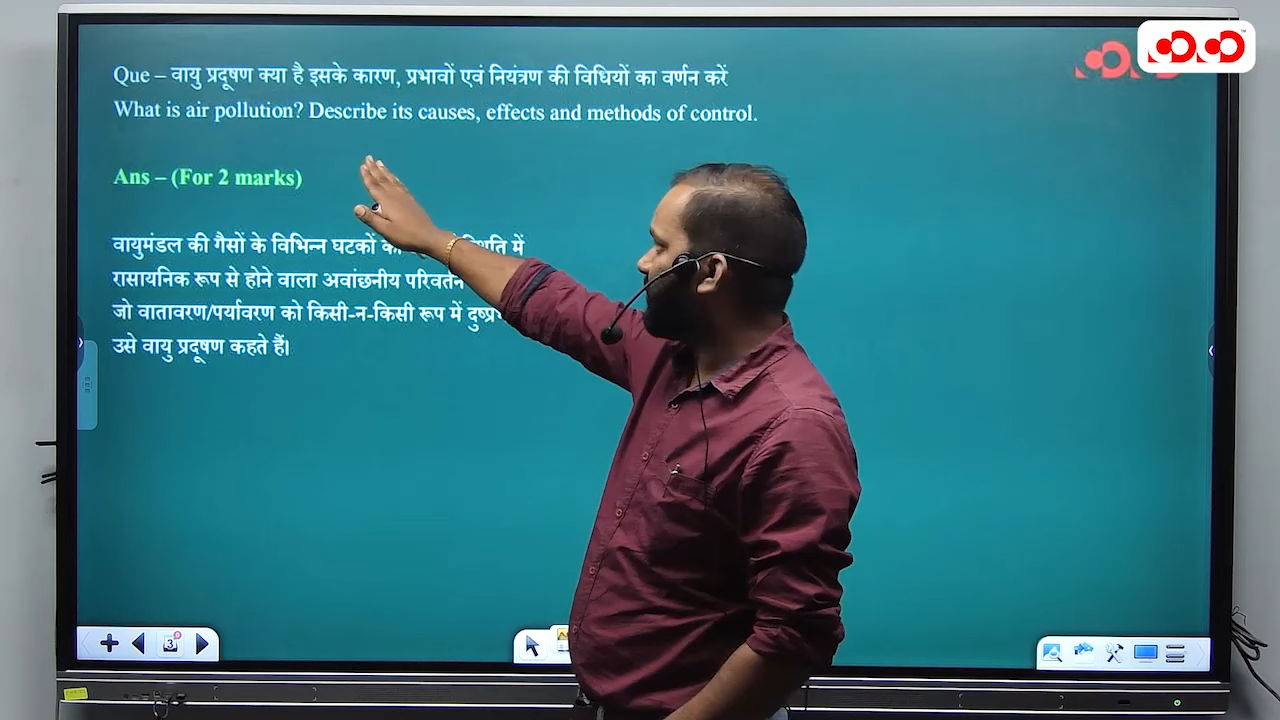 Que – वायु प्रदूषण क्या है इसके कारण, प्रभावों एवं नियंत्रण की विधियों का वर्णन करें
What is air pollution? Describe its causes, effects and methods of control.
Ans – (For 2 marks)
वायुमंडल की गैसों के विभिन्न घटकों में
रासायनिक रूप से होने वाला अवांछनीय परिवर्तन
जो वातावरण/पर्यावरण को किसी-न-किसी रूप में
उसे वायु प्रदूषण कहते हैं।
3